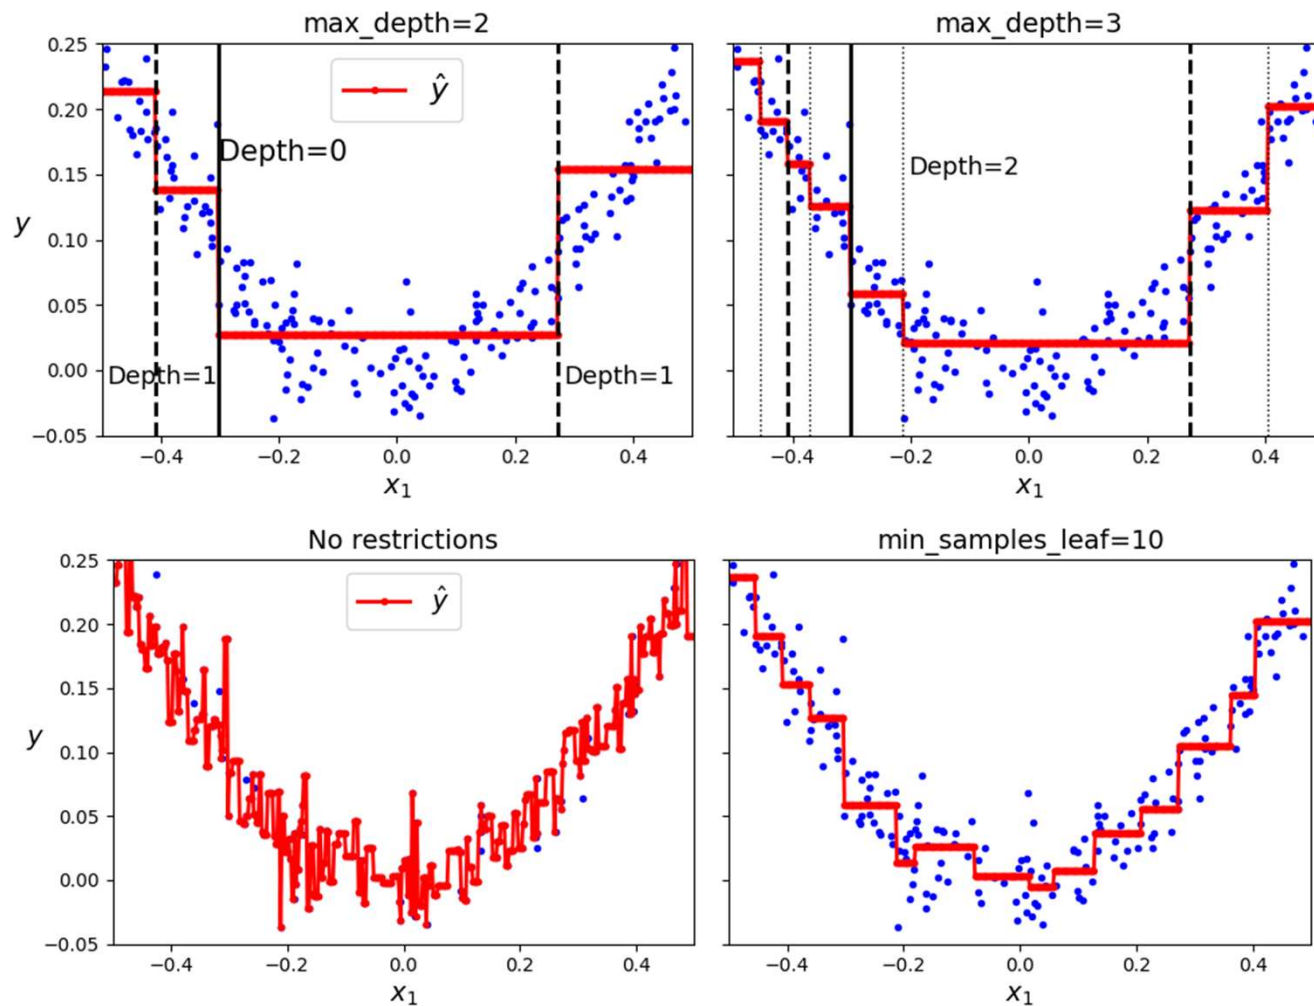 max_depth=2
0.25
0.20
0.15
0.10
0.05
0.00
−0.05
y
ŷ
Depth=0
Depth=1
Depth=1
−0.4
−0.2
0.0
0.2
0.4
x₁
max_depth=3
Depth=2
−0.4
−0.2
0.0
0.2
0.4
x₁
No restrictions
0.25
0.20
0.15
0.10
0.05
0.00
−0.05
y
ŷ
−0.4
−0.2
0.0
0.2
0.4
x₁
min_samples_leaf=10
−0.4
−0.2
0.0
0.2
0.4
x₁